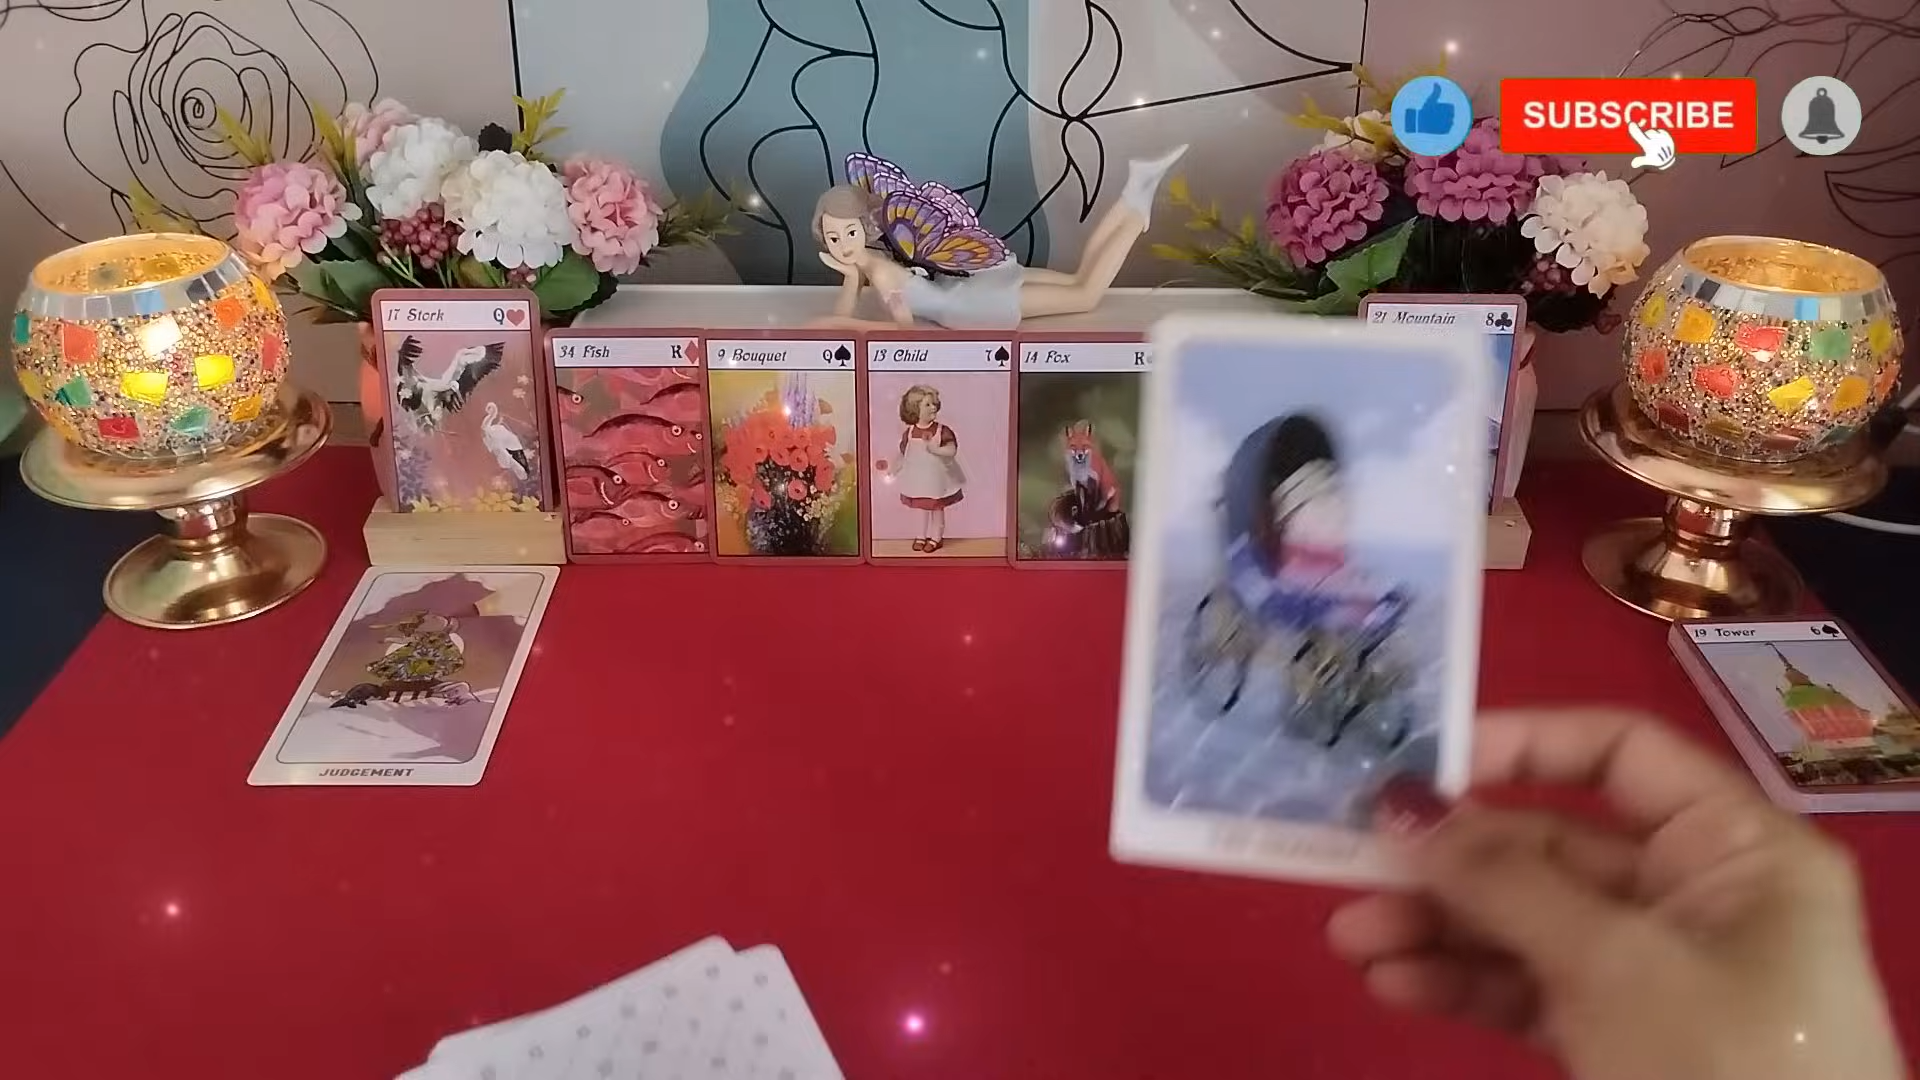 SUBSCRIBE
17 Stork Q
21 Mountain 8
34 Fish K
9 Bouquet Q
13 Child 7
14 Fox K
19 Tower 6
JUDGEMENT